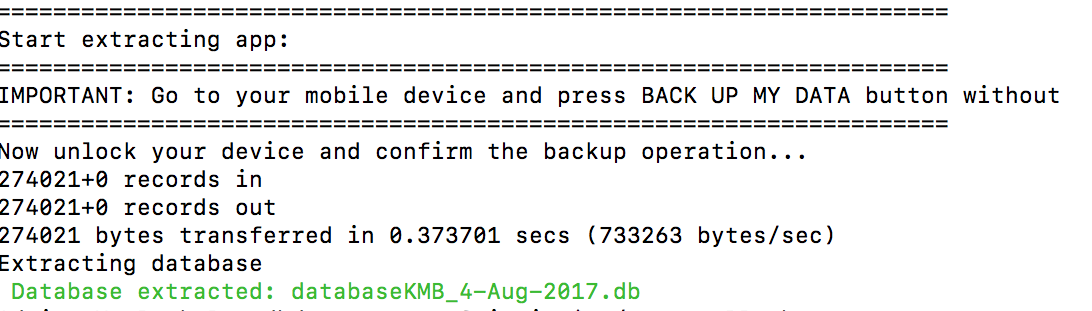 ====================================================================
Start extracting app:
====================================================================
IMPORTANT: Go to your mobile device and press BACK UP MY DATA button without
====================================================================
Now unlock your device and confirm the backup operation...
274021+0 records in
274021+0 records out
274021 bytes transferred in 0.373701 secs (733263 bytes/sec)
Extracting database
Database extracted: databaseKMB_4-Aug-2017.db